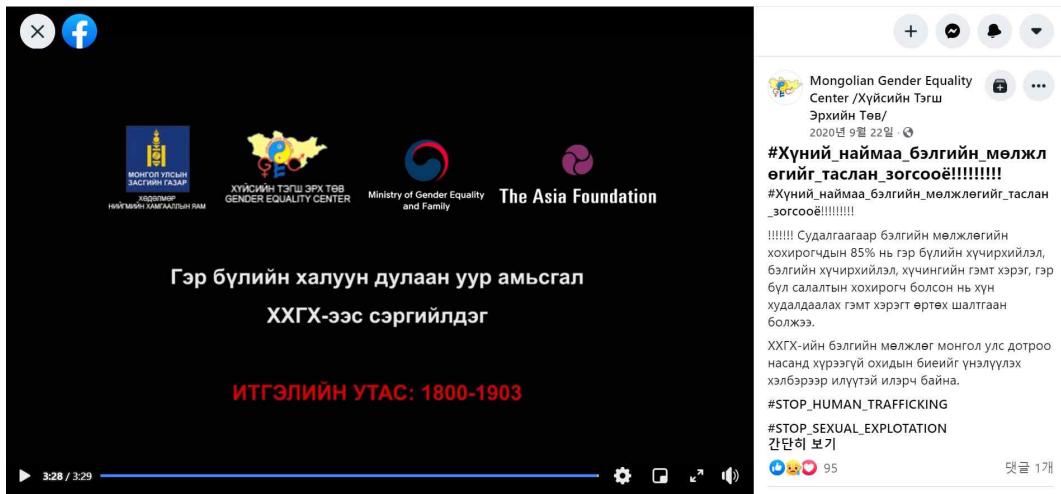 МОНГОЛ УЛСЫН
ЗАСГИЙН ГАЗАР
ХӨДӨЛМӨР
НИЙГМИЙН ХАМГААЛЛЫН ЯАМ
GEC
ХҮЙСИЙН ТЭГШ ЭРХ ТӨВ
GENDER EQUALITY CENTER
Ministry of Gender Equality
and Family
The Asia Foundation
Гэр бүлийн халуун дулаан уур амьсгал
ХХГХ-ээс сэргийлдэг
ИТГЭЛИЙН УТАС: 1800-1903
3:28 / 3:29
Mongolian Gender Equality
Center /Хүйсийн Тэгш
Эрхийн Төв/
2020년 9월 22일 ·
#Хүний_наймаа_бэлгийн_мөлжл
өгийг_таслан_зогсооё!!!!!!!!!
#Хүний_наймаа_бэлгийн_мөлжлөгийг_таслан
_зогсооё!!!!!!!!!
!!!!!!! Судалгаагаар бэлгийн мөлжлөгийн
хохирогчдын 85% нь гэр бүлийн хүчирхийлэл,
бэлгийн хүчирхийлэл, хүчингийн гэмт хэрэг, гэр
бүл салалтын хохирогч болсон нь хүн
худалдаалах гэмт хэрэгт өртөх шалтгаан
болжээ.
ХХГХ-ийн бэлгийн мөлжлөг монгол улс дотроо
насанд хүрээгүй охидын биеийг үнэлүүлэх
хэлбэрээр илүүтэй илэрч байна.
#STOP_HUMAN_TRAFFICKING
#STOP_SEXUAL_EXPLOTATION
간단히 보기
95
댓글 1개